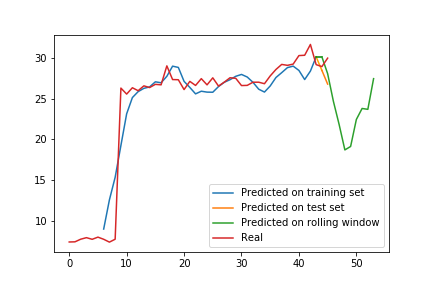 30
25
20
15
10
0
10
20
30
40
50
Predicted on training set
Predicted on test set
Predicted on rolling window
Real